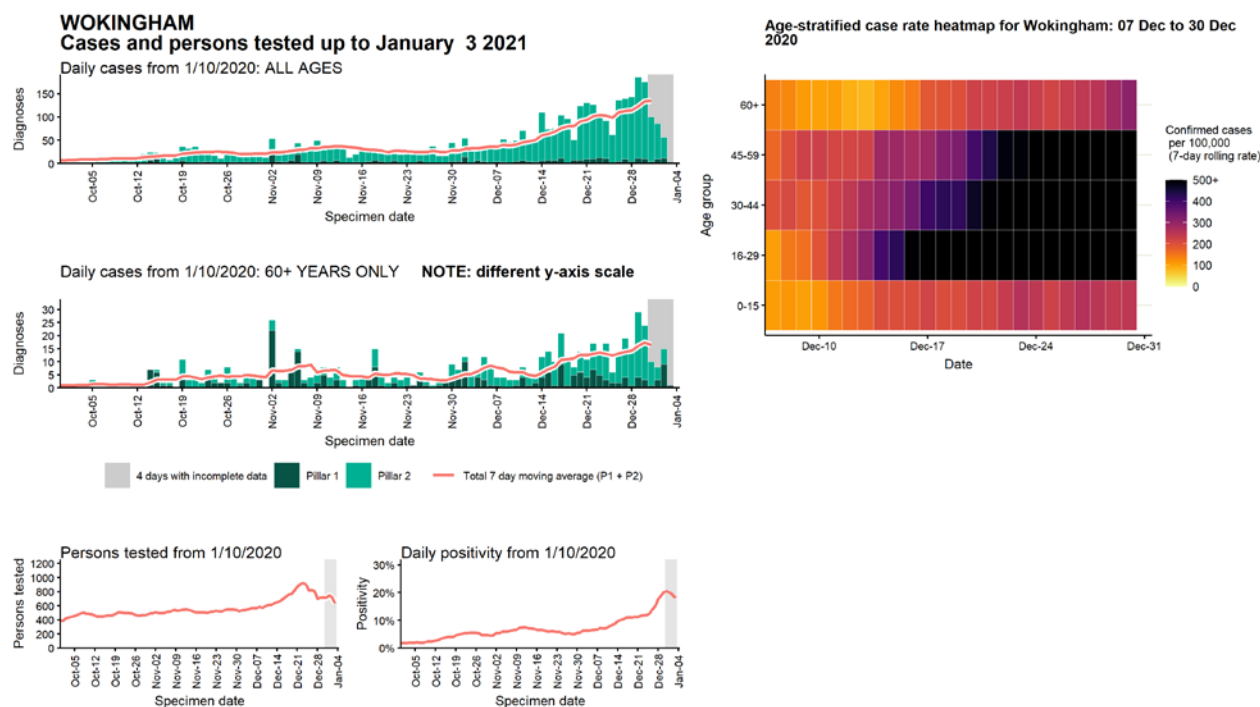 WOKINGHAM
Cases and persons tested up to January 3 2021
Daily cases from 1/10/2020: ALL AGES
Diagnoses
150
100
50
0
Oct-05
Oct-12
Oct-19
Oct-26
Nov-02
Nov-09
Nov-16
Nov-23
Nov-30
Dec-07
Dec-14
Dec-21
Dec-28
Jan-04
Specimen date
Daily cases from 1/10/2020: 60+ YEARS ONLY NOTE: different y-axis scale
Diagnoses
30
25
20
15
10
5
0
Oct-05
Oct-12
Oct-19
Oct-26
Nov-02
Nov-09
Nov-16
Nov-23
Nov-30
Dec-07
Dec-14
Dec-21
Dec-28
Jan-04
Specimen date
4 days with incomplete data
Pillar 1
Pillar 2
Total 7 day moving average (P1 + P2)
Persons tested from 1/10/2020
Persons tested
1200
1000
800
600
400
200
0
Oct-05
Oct-12
Oct-19
Oct-26
Nov-02
Nov-09
Nov-16
Nov-23
Nov-30
Dec-07
Dec-14
Dec-21
Dec-28
Jan-04
Specimen date
Daily positivity from 1/10/2020
Positivity
30%
20%
10%
0%
Oct-05
Oct-12
Oct-19
Oct-26
Nov-02
Nov-09
Nov-16
Nov-23
Nov-30
Dec-07
Dec-14
Dec-21
Dec-28
Jan-04
Specimen date
Age-stratified case rate heatmap for Wokingham: 07 Dec to 30 Dec
2020
Age group
60+
45-59
30-44
16-29
0-15
Dec-10
Dec-17
Dec-24
Dec-31
Date
Confirmed cases
per 100,000
(7-day rolling rate)
500+
400
300
200
100
0